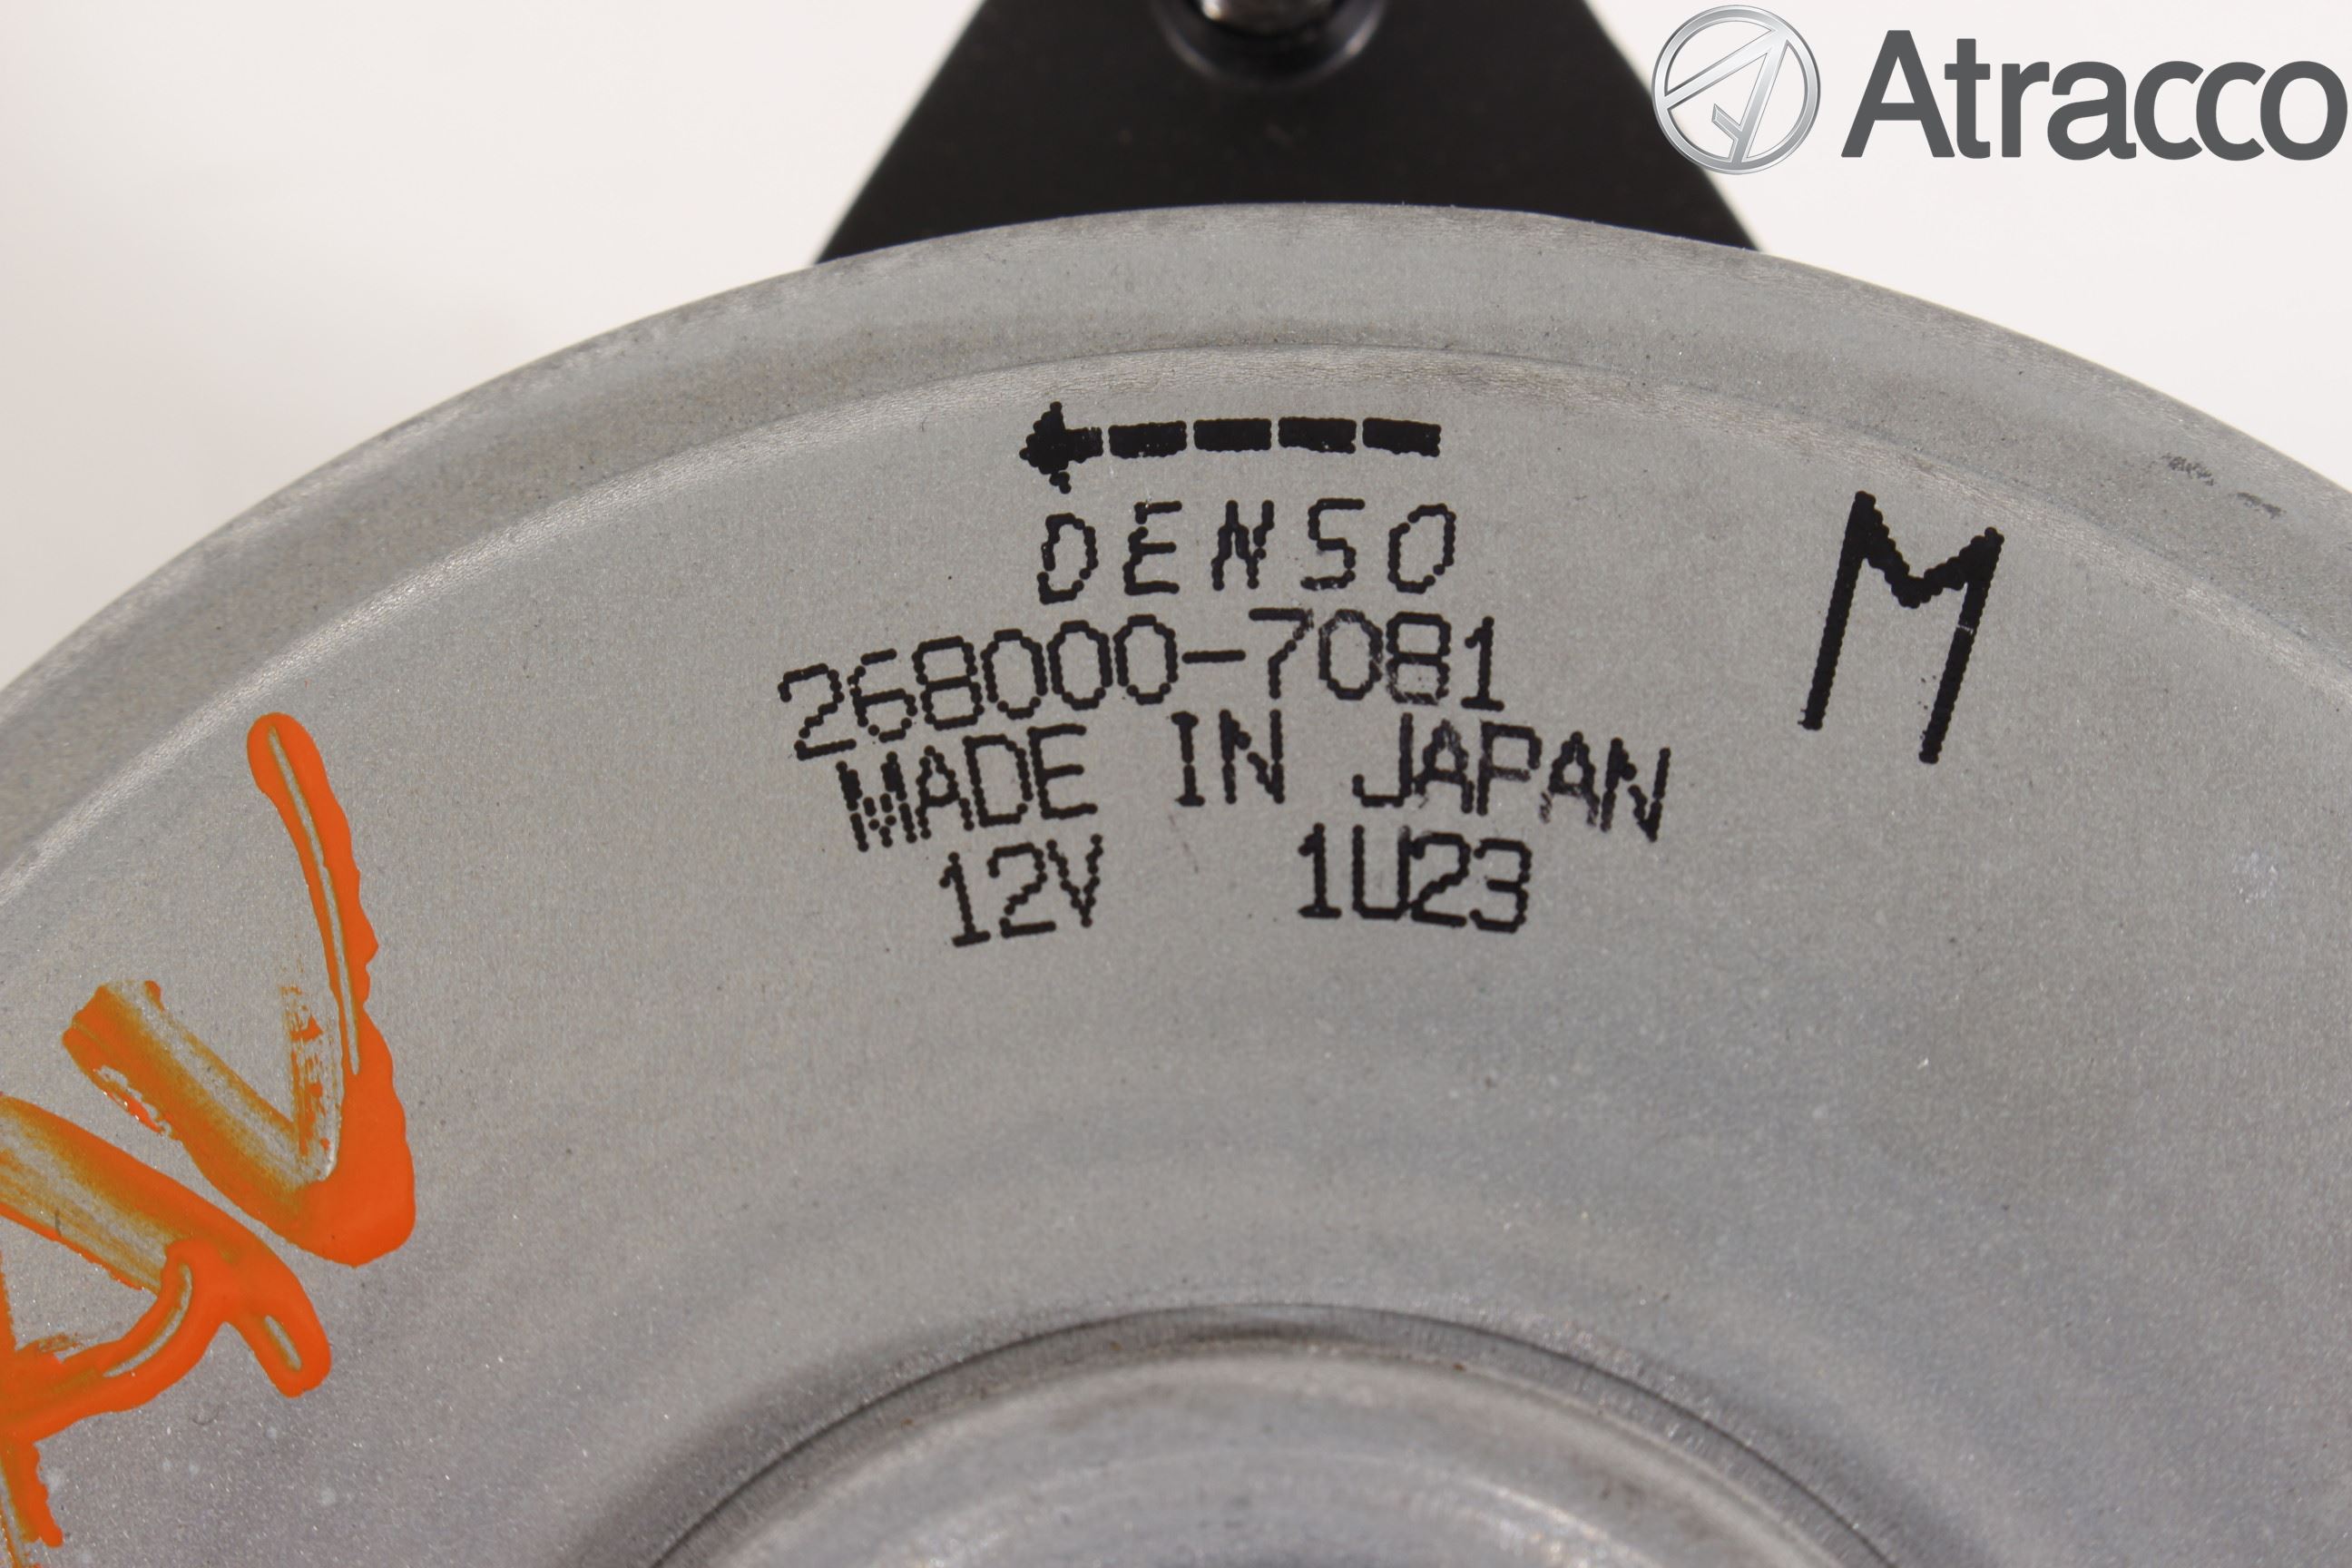 Atracco
DENSO
268000-7081
MADE IN JAPAN
12V 1U23
M